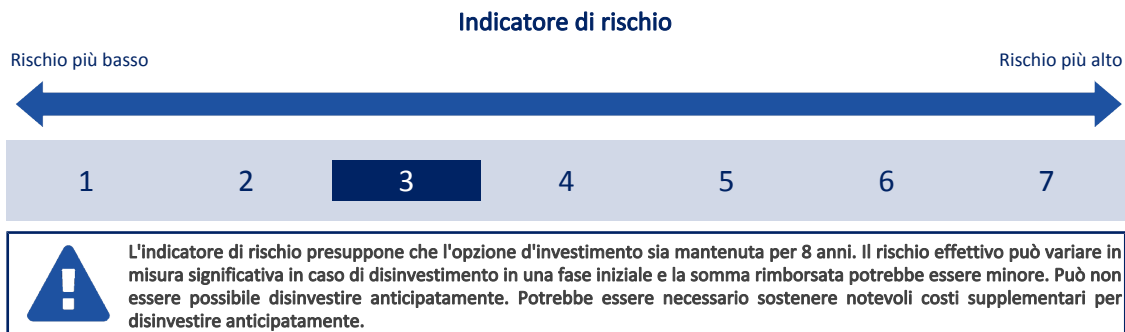 Indicatore di rischio
Rischio più basso Rischio più alto
1 2 3 4 5 6 7
L'indicatore di rischio presuppone che l'opzione d'investimento sia mantenuta per 8 anni. Il rischio effettivo può variare in
misura significativa in caso di disinvestimento in una fase iniziale e la somma rimborsata potrebbe essere minore. Può non
essere possibile disinvestire anticipatamente. Potrebbe essere necessario sostenere notevoli costi supplementari per
disinvestire anticipatamente.